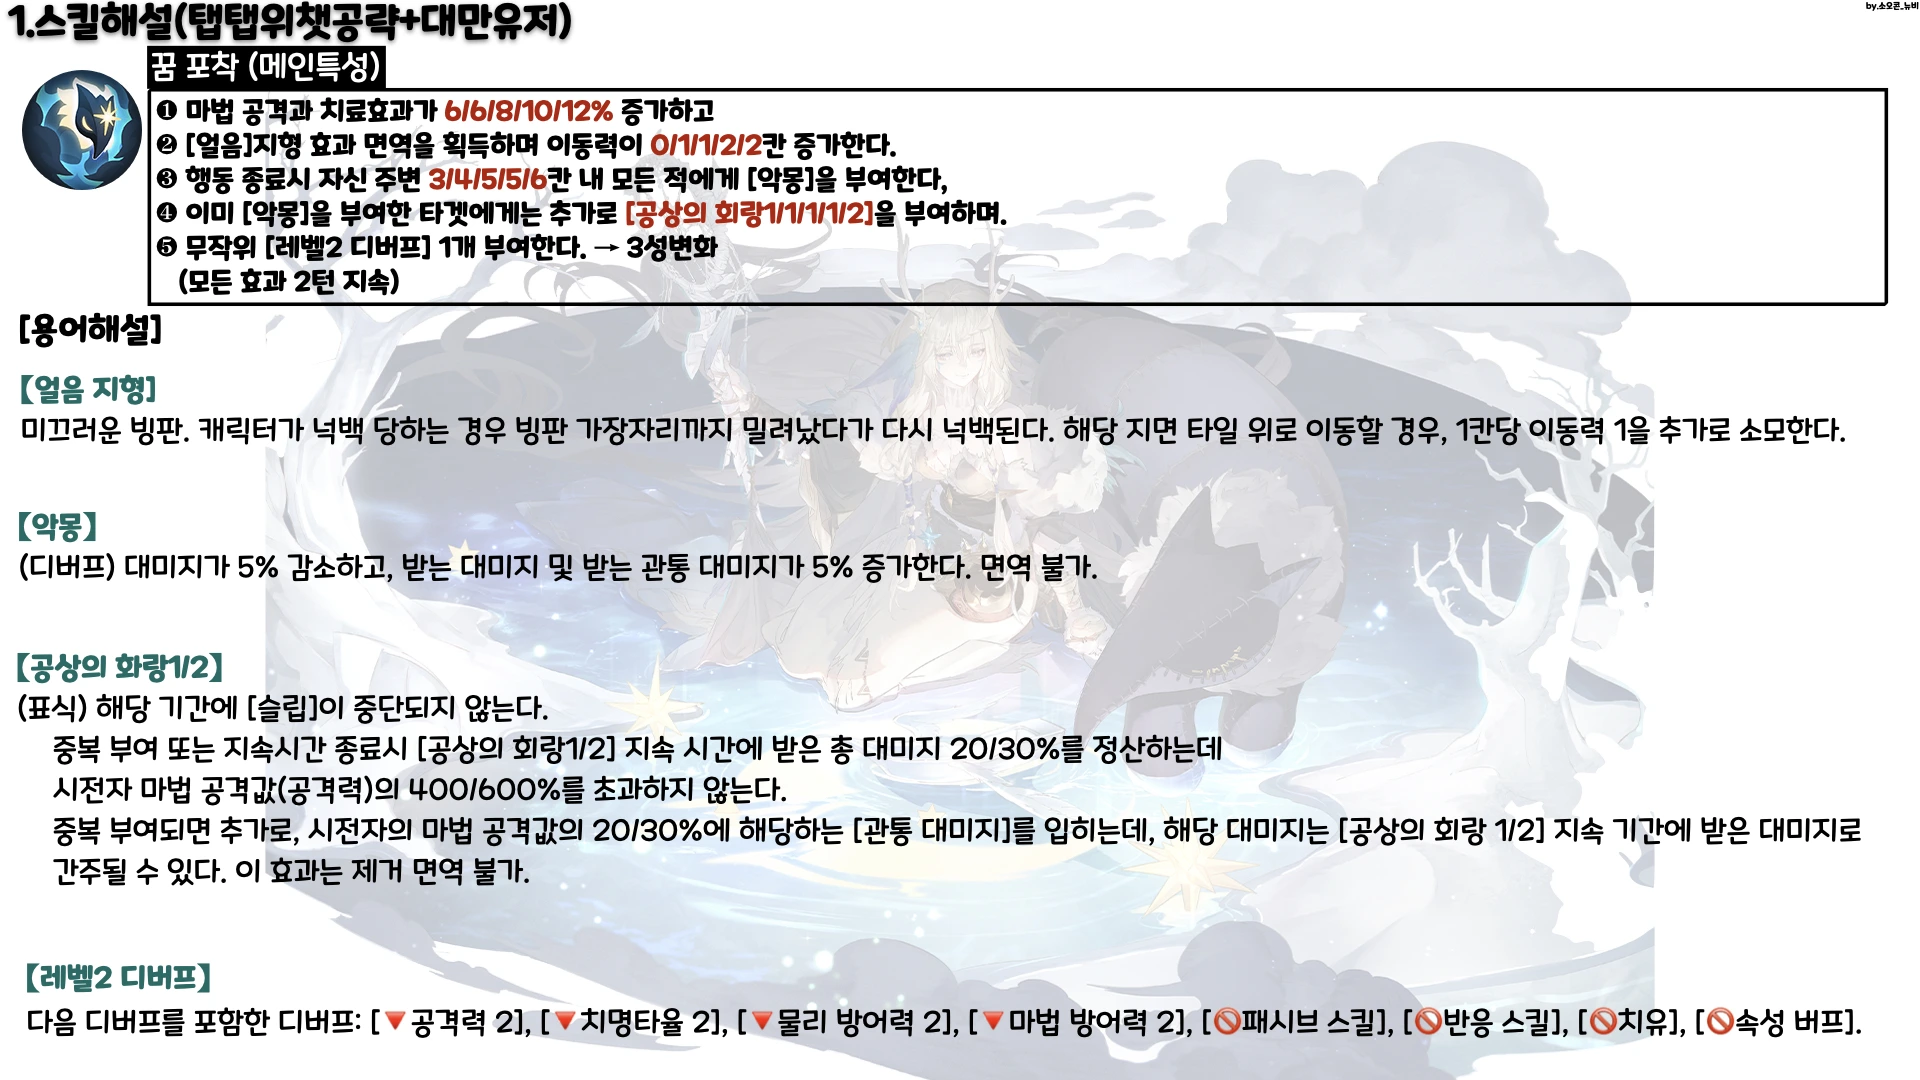 1.스킬해설(탭탭위챗공략+대만유저)
by.소오콘_뉴비
꿈 포착 (메인특성)
❶ 마법 공격과 치료효과가 6/6/8/10/12% 증가하고
❷ [얼음]지형 효과 면역을 획득하며 이동력이 0/1/1/2/2칸 증가한다.
❸ 행동 종료시 자신 주변 3/4/5/5/6칸 내 모든 적에게 [악몽]을 부여한다,
❹ 이미 [악몽]을 부여한 타겟에게는 추가로 [공상의 회랑1/1/1/1/2]을 부여하며.
❺ 무작위 [레벨2 디버프] 1개 부여한다. → 3성변화
(모든 효과 2턴 지속)
[용어해설]
【얼음 지형]
미끄러운 빙판. 캐릭터가 넉백 당하는 경우 빙판 가장자리까지 밀려났다가 다시 넉백된다. 해당 지면 타일 위로 이동할 경우, 1칸당 이동력 1을 추가로 소모한다.
【악몽】
(디버프) 대미지가 5% 감소하고, 받는 대미지 및 받는 관통 대미지가 5% 증가한다. 면역 불가.
【공상의 화랑1/2】
(표식) 해당 기간에 [슬립]이 중단되지 않는다.
중복 부여 또는 지속시간 종료시 [공상의 회랑1/2] 지속 시간에 받은 총 대미지 20/30%를 정산하는데
시전자 마법 공격값(공격력)의 400/600%를 초과하지 않는다.
중복 부여되면 추가로, 시전자의 마법 공격값의 20/30%에 해당하는 [관통 대미지]를 입히는데, 해당 대미지는 [공상의 회랑 1/2] 지속 기간에 받은 대미지로
간주될 수 있다. 이 효과는 제거 면역 불가.
【레벨2 디버프】
다음 디버프를 포함한 디버프: [🔻공격력 2], [🔻치명타율 2], [🔻물리 방어력 2], [🔻마법 방어력 2], [🚫패시브 스킬], [🚫반응 스킬], [🚫치유], [🚫속성 버프].